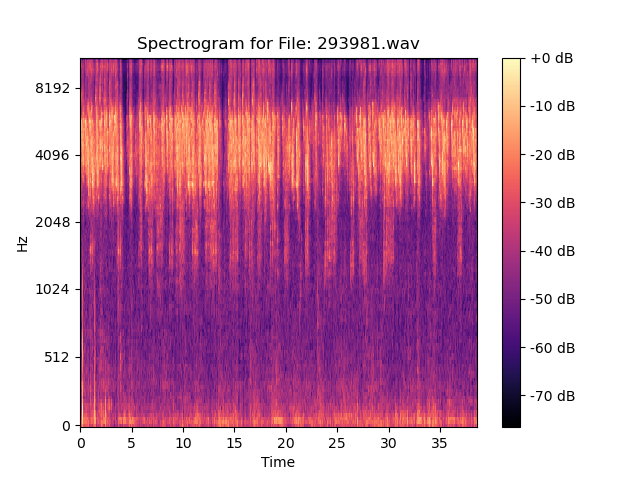 Spectrogram for File: 293981.wav
Hz
8192
4096
2048
1024
512
0
0 5 10 15 20 25 30 35
Time
+0 dB
-10 dB
-20 dB
-30 dB
-40 dB
-50 dB
-60 dB
-70 dB